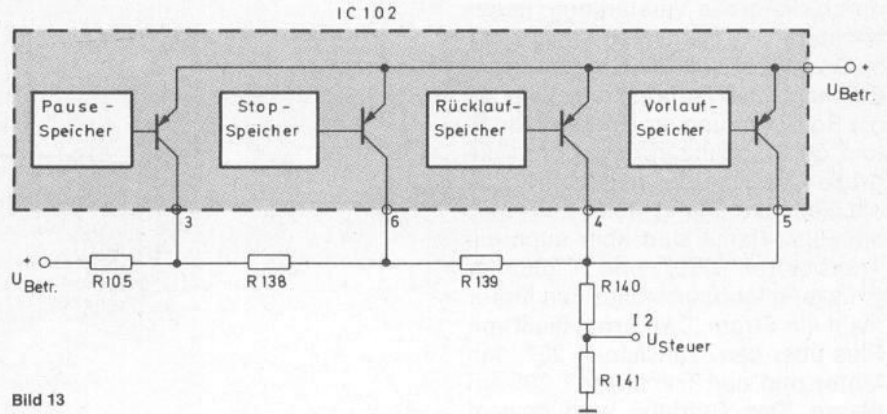 IC 102
Pause -
Speicher
Stop -
Speicher
Rücklauf-
Speicher
Vorlauf-
Speicher
+
U Betr.
3
6
4
5
+
U Betr.
R 105
R 138
R 139
R 140
I 2
U Steuer
R 141
Bild 13